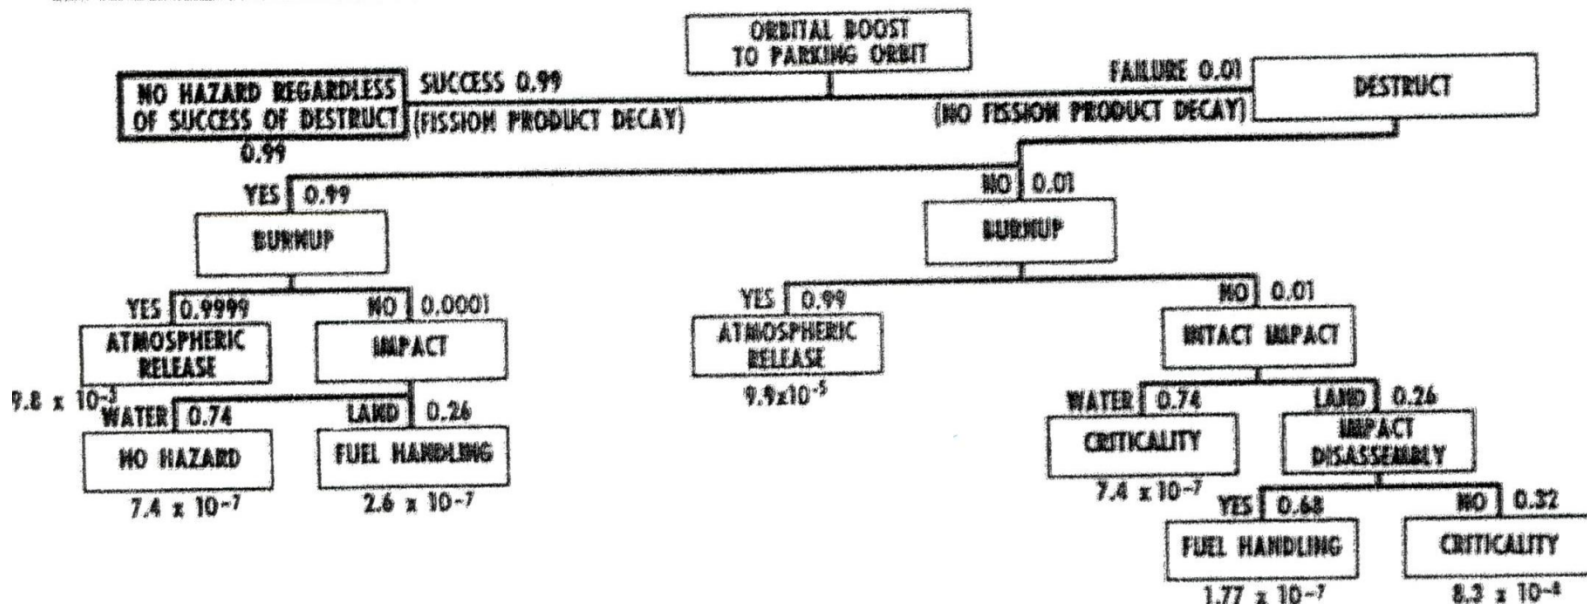 ORBITAL BOOST
TO PARKING ORBIT
NO HAZARD REGARDLESS
OF SUCCESS OF DESTRUCT
SUCCESS 0.99
(FISSION PRODUCT DECAY)
FAILURE 0.01
(NO FISSION PRODUCT DECAY)
DESTRUCT
0.99
YES 0.99
NO 0.01
BURNUP
BURNUP
YES 0.9999
NO 0.0001
YES 0.99
NO 0.01
ATMOSPHERIC
RELEASE
IMPACT
ATMOSPHERIC
RELEASE
INTACT IMPACT
9.8 x 10-3
9.9x10-5
WATER 0.74
LAND 0.26
WATER 0.74
LAND 0.26
NO HAZARD
FUEL HANDLING
CRITICALITY
IMPACT
DISASSEMBLY
7.4 x 10-7
2.6 x 10-7
7.4 x 10-7
YES 0.68
NO 0.32
FUEL HANDLING
CRITICALITY
1.77 x 10-7
8.3 x 10-8